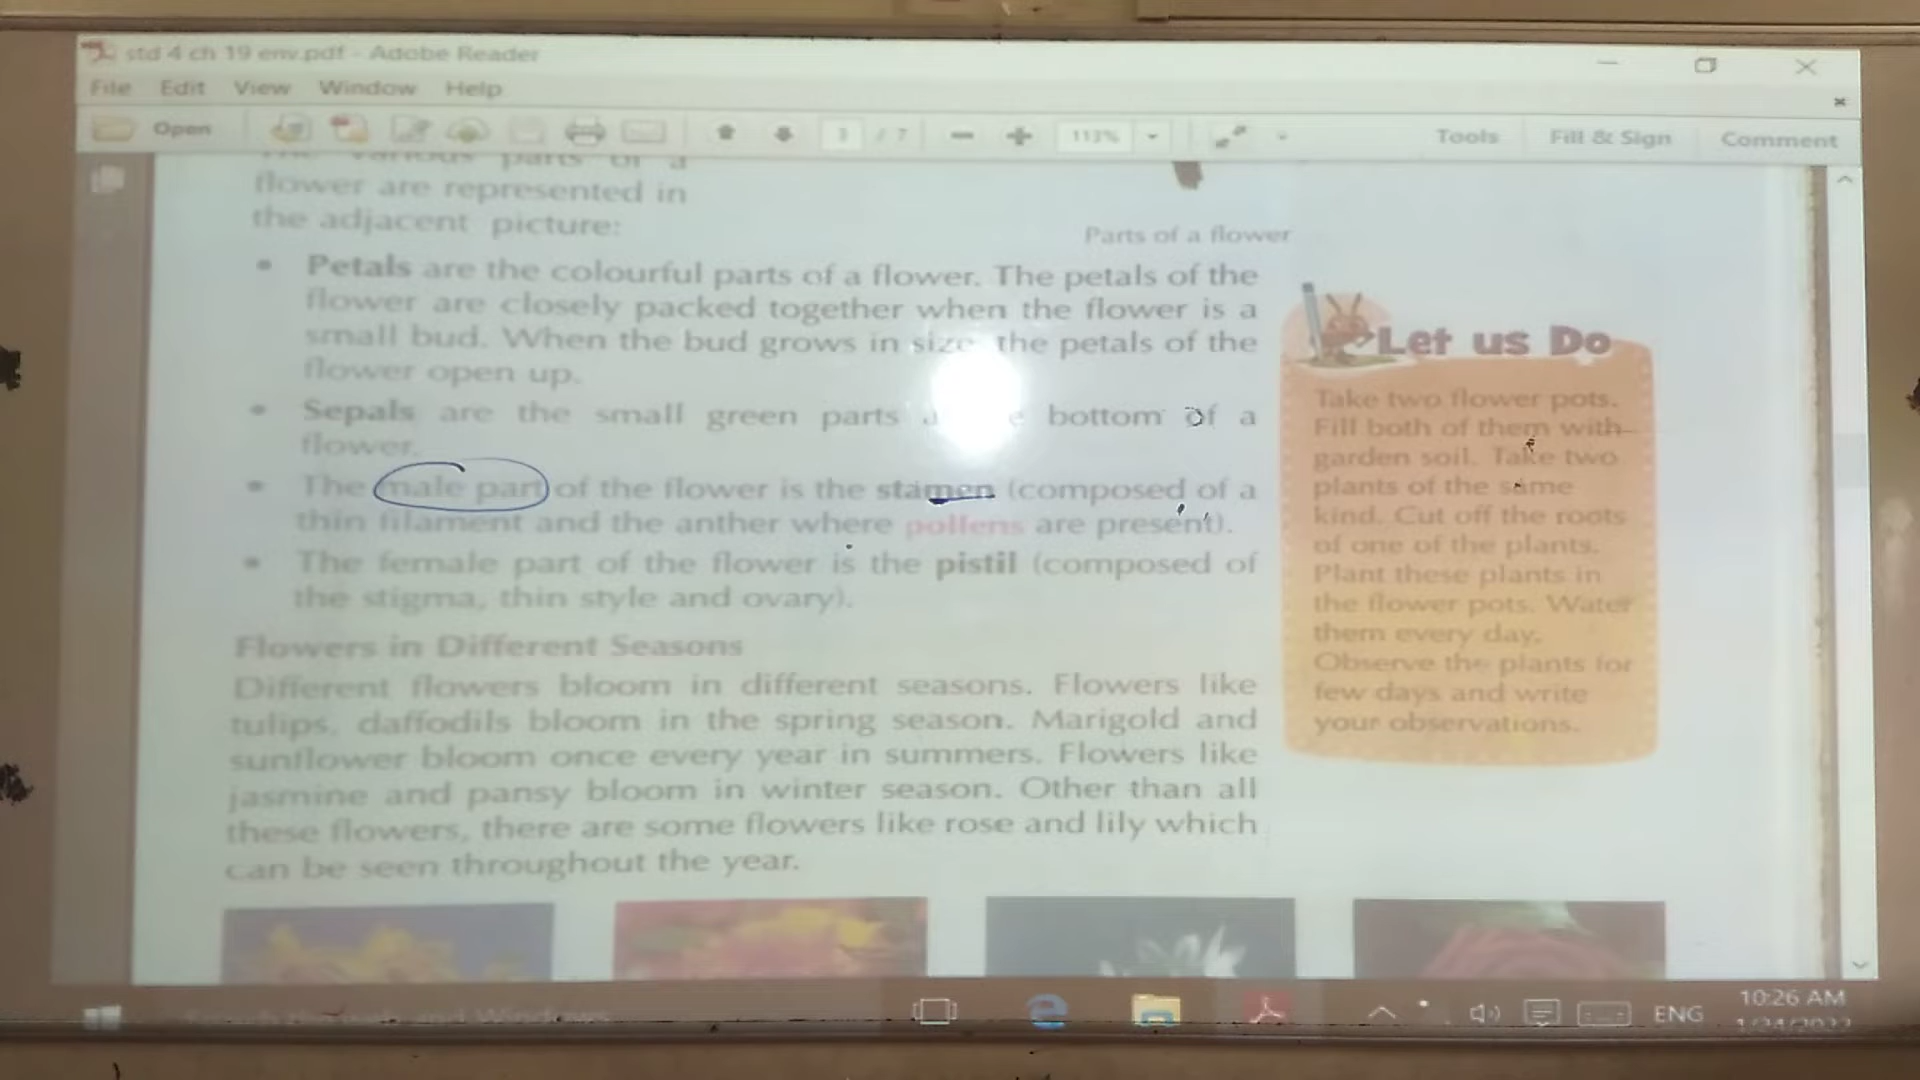 std 4 ch 19 env.pdf - Adobe Reader
File Edit View Window Help
Open 3 / 7 113% Tools Fill & Sign Comment
The various parts of a
flower are represented in
the adjacent picture:
Parts of a flower
• Petals are the colourful parts of a flower. The petals of the
flower are closely packed together when the flower is a
small bud. When the bud grows in size, the petals of the
flower open up.
• Sepals are the small green parts bottom of a
flower.
• The male part of the flower is the stamen (composed of a
thin filament and the anther where pollens are present).
• The female part of the flower is the pistil (composed of
the stigma, thin style and ovary).
Flowers in Different Seasons
Different flowers bloom in different seasons. Flowers like
tulips, daffodils bloom in the spring season. Marigold and
sunflower bloom once every year in summers. Flowers like
jasmine and pansy bloom in winter season. Other than all
these flowers, there are some flowers like rose and lily which
can be seen throughout the year.
Let us Do
Take two flower pots.
Fill both of them with
garden soil. Take two
plants of the same
kind. Cut off the roots
of one of the plants.
Plant these plants in
the flower pots. Water
them every day.
Observe the plants for
few days and write
your observations.
and Windows
ENG
10:26 AM